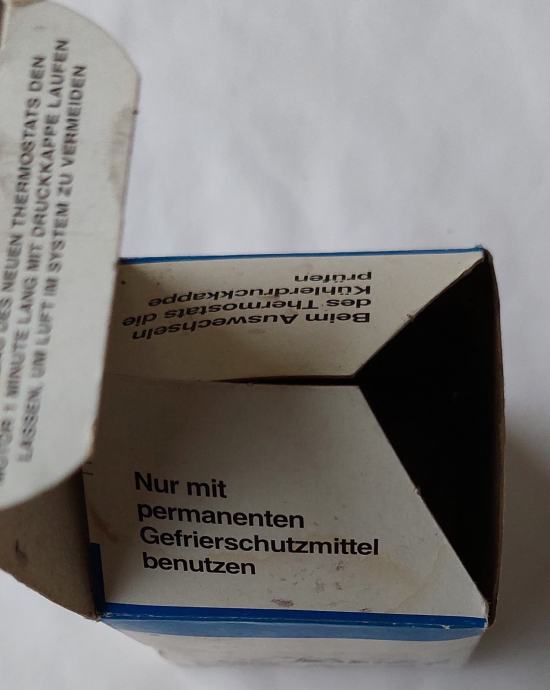 DES NEUEN THERMOSTATS DEN
MOTOR 1 MINUTE LANG MIT DRUCKKAPPE LAUFEN
LASSEN, UM LUFT IM SYSTEM ZU VERMEIDEN
Beim Auswechseln
des Thermostats die
Kühlerdruckkappe
prüfen
Nur mit
permanenten
Gefrierschutzmittel
benutzen